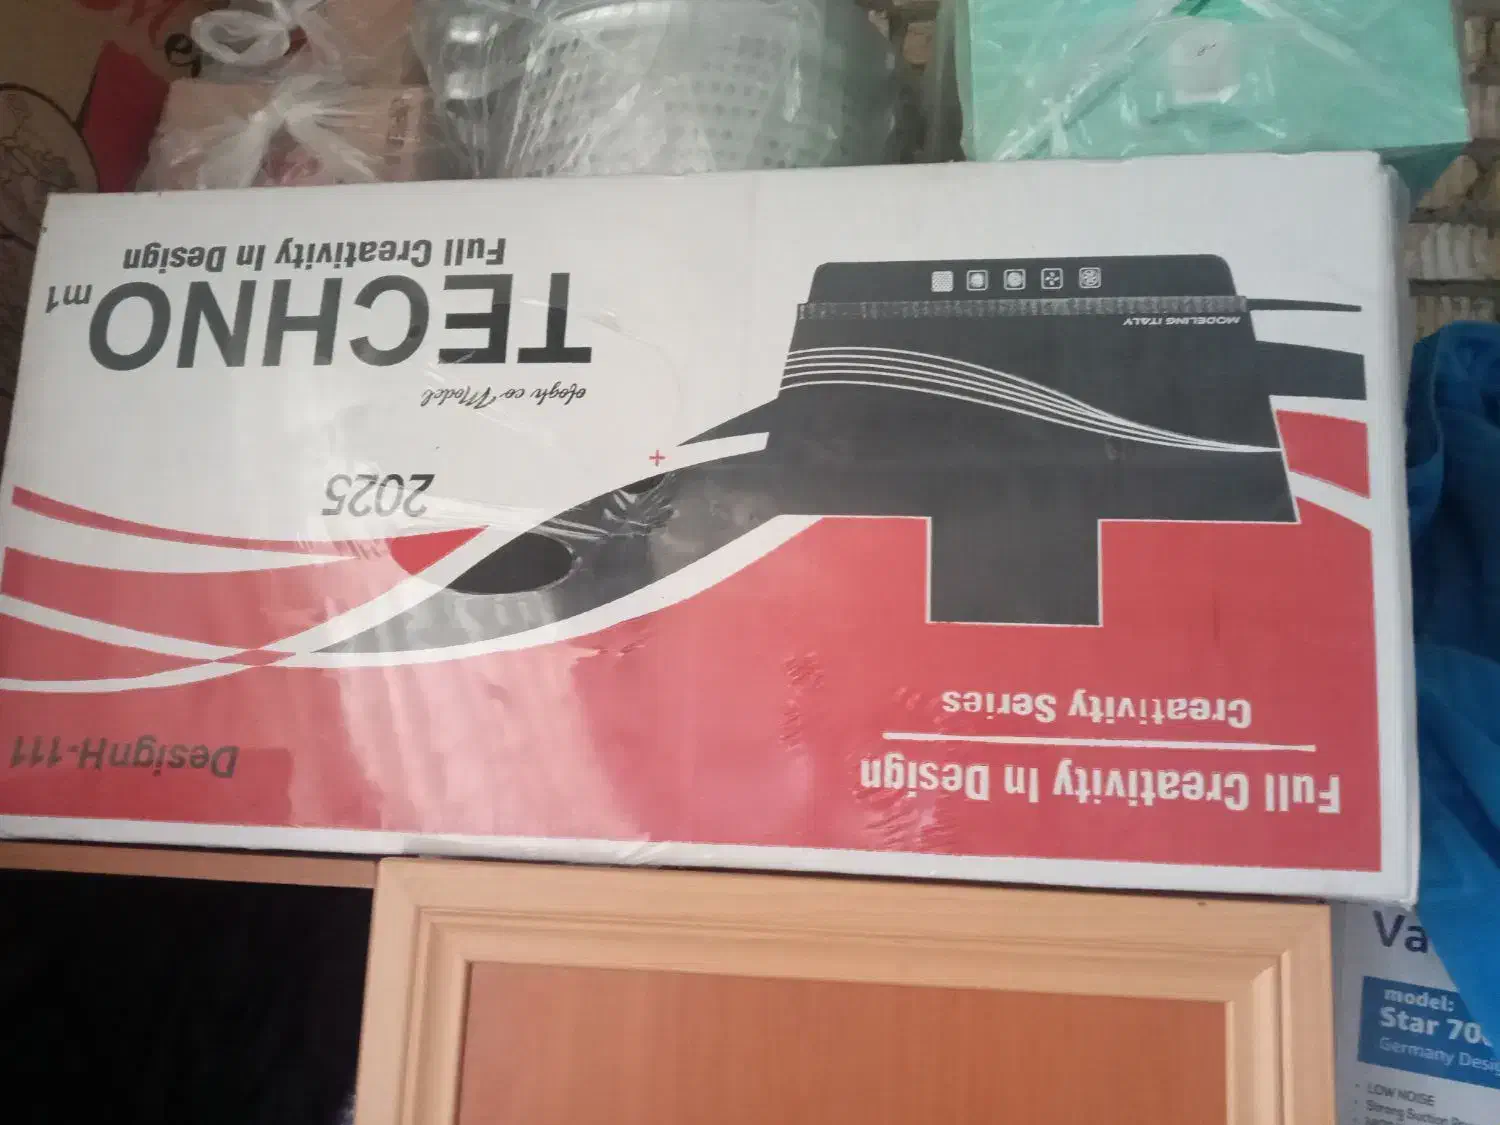 Full Creativity In Design
Creativity Series
DesignH-111
2025
ofogh co Model
TECHNO m1
Full Creativity In Design
MODELING ITALY
Va
model:
Star 70
Germany Desig
LOW NOISE
Strong Suction